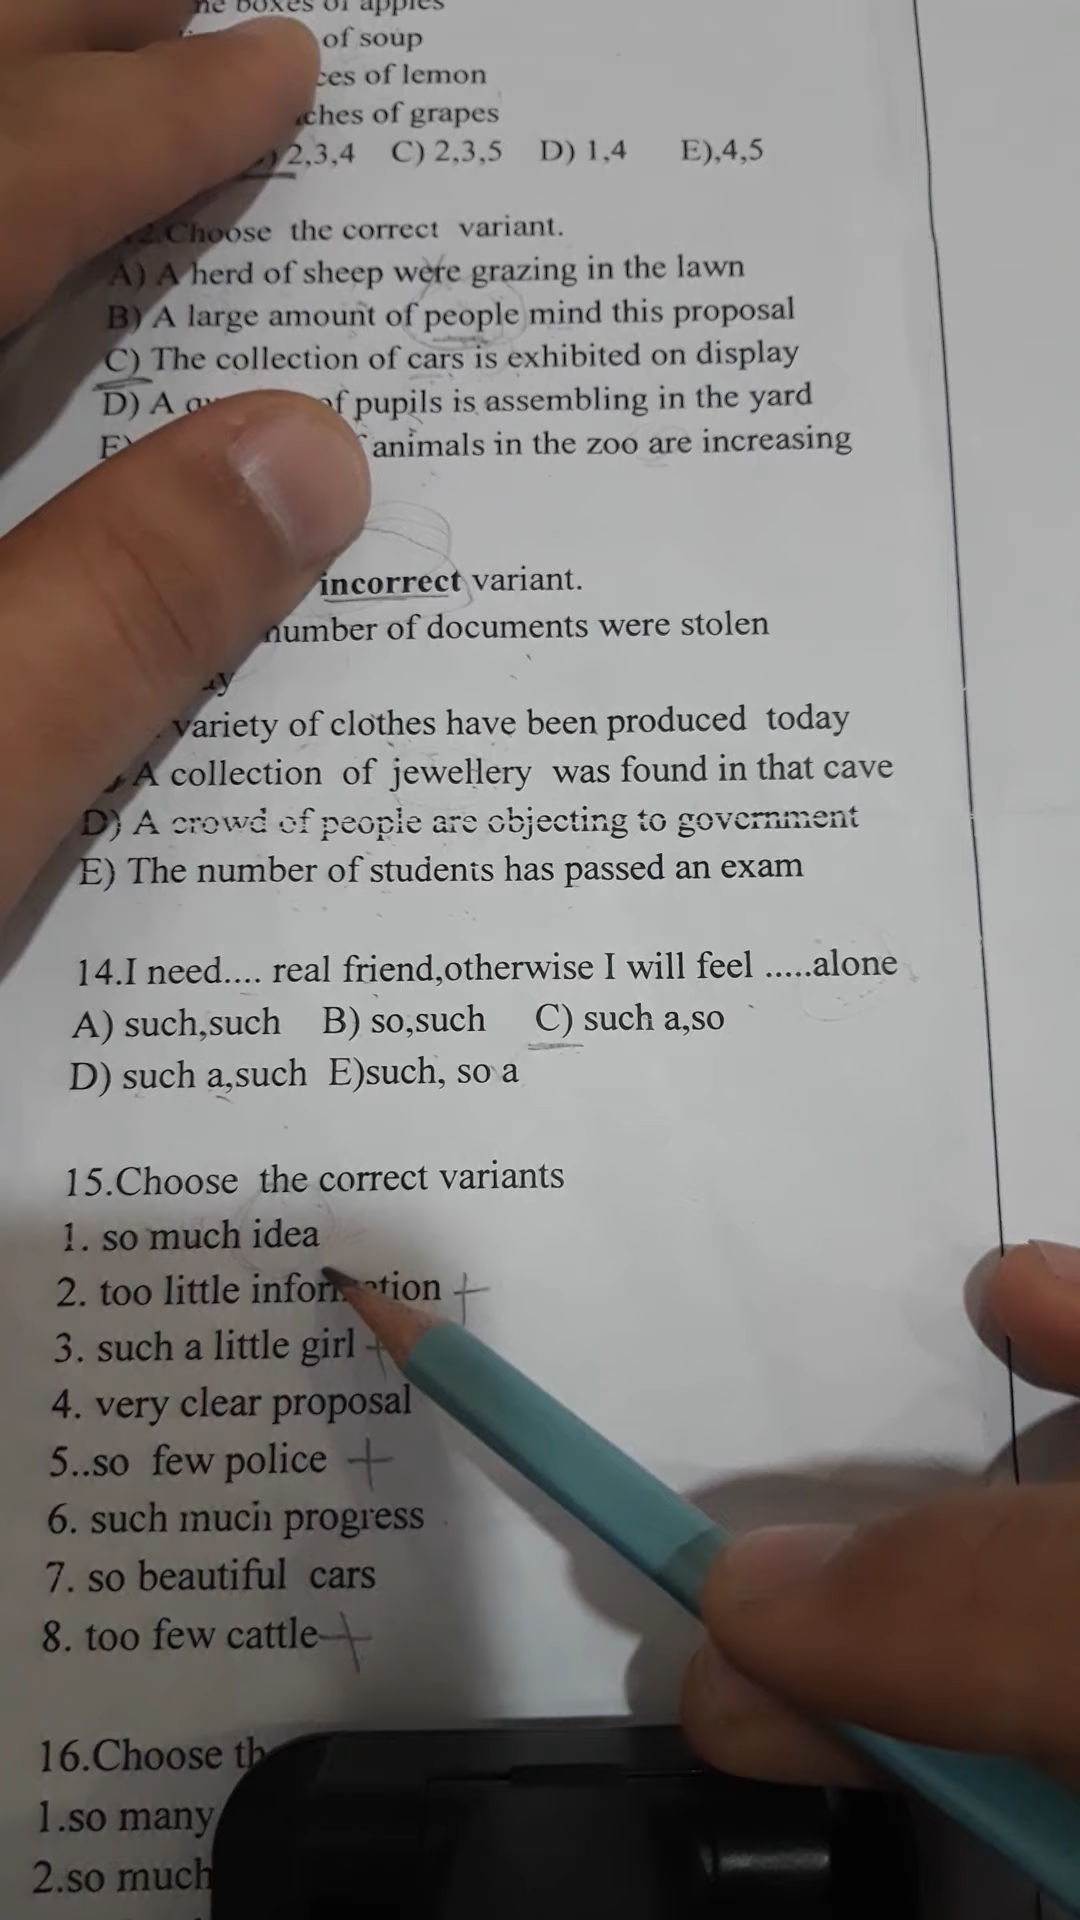 boxes of apples
of soup
of lemon
of grapes
2,3,4 C) 2,3,5 D) 1,4 E),4,5
Choose the correct variant.
A) A herd of sheep were grazing in the lawn
B) A large amount of people mind this proposal
C) The collection of cars is exhibited on display
D) A of pupils is assembling in the yard
E) animals in the zoo are increasing
incorrect variant.
number of documents were stolen
variety of clothes have been produced today
A collection of jewellery was found in that cave
D) A crowd of people are objecting to government
E) The number of students has passed an exam
14.I need.... real friend,otherwise I will feel .....alone
A) such,such B) so,such C) such a,so
D) such a,such E)such, so a
15.Choose the correct variants
1. so much idea
2. too little information +
3. such a little girl +
4. very clear proposal
5..so few police +
6. such much progress
7. so beautiful cars
8. too few cattle +
16.Choose
1.so many
2.so much